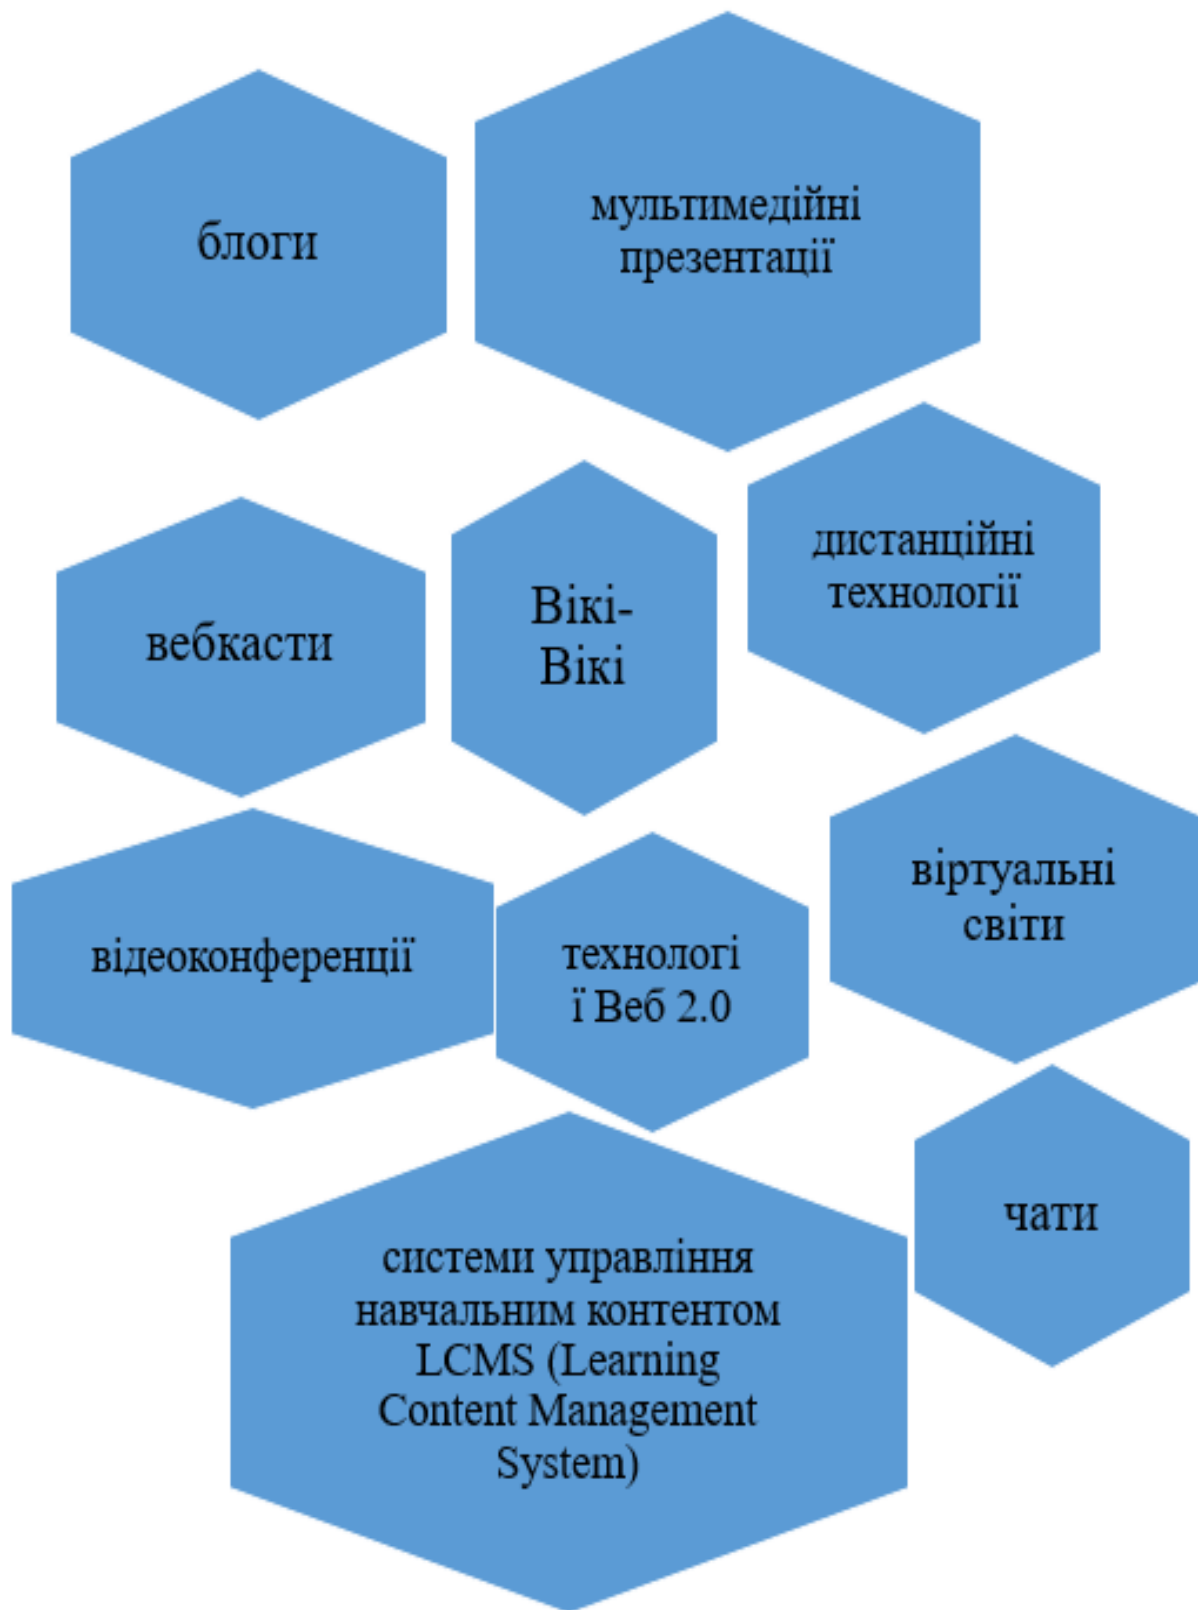 блоги
мультимедійні
презентації
дистанційні
технології
вебкасти
Вікі-
Вікі
віртуальні
світи
відеоконференції
технологі
ї Веб 2.0
чати
системи управління
навчальним контентом
LCMS (Learning
Content Management
System)